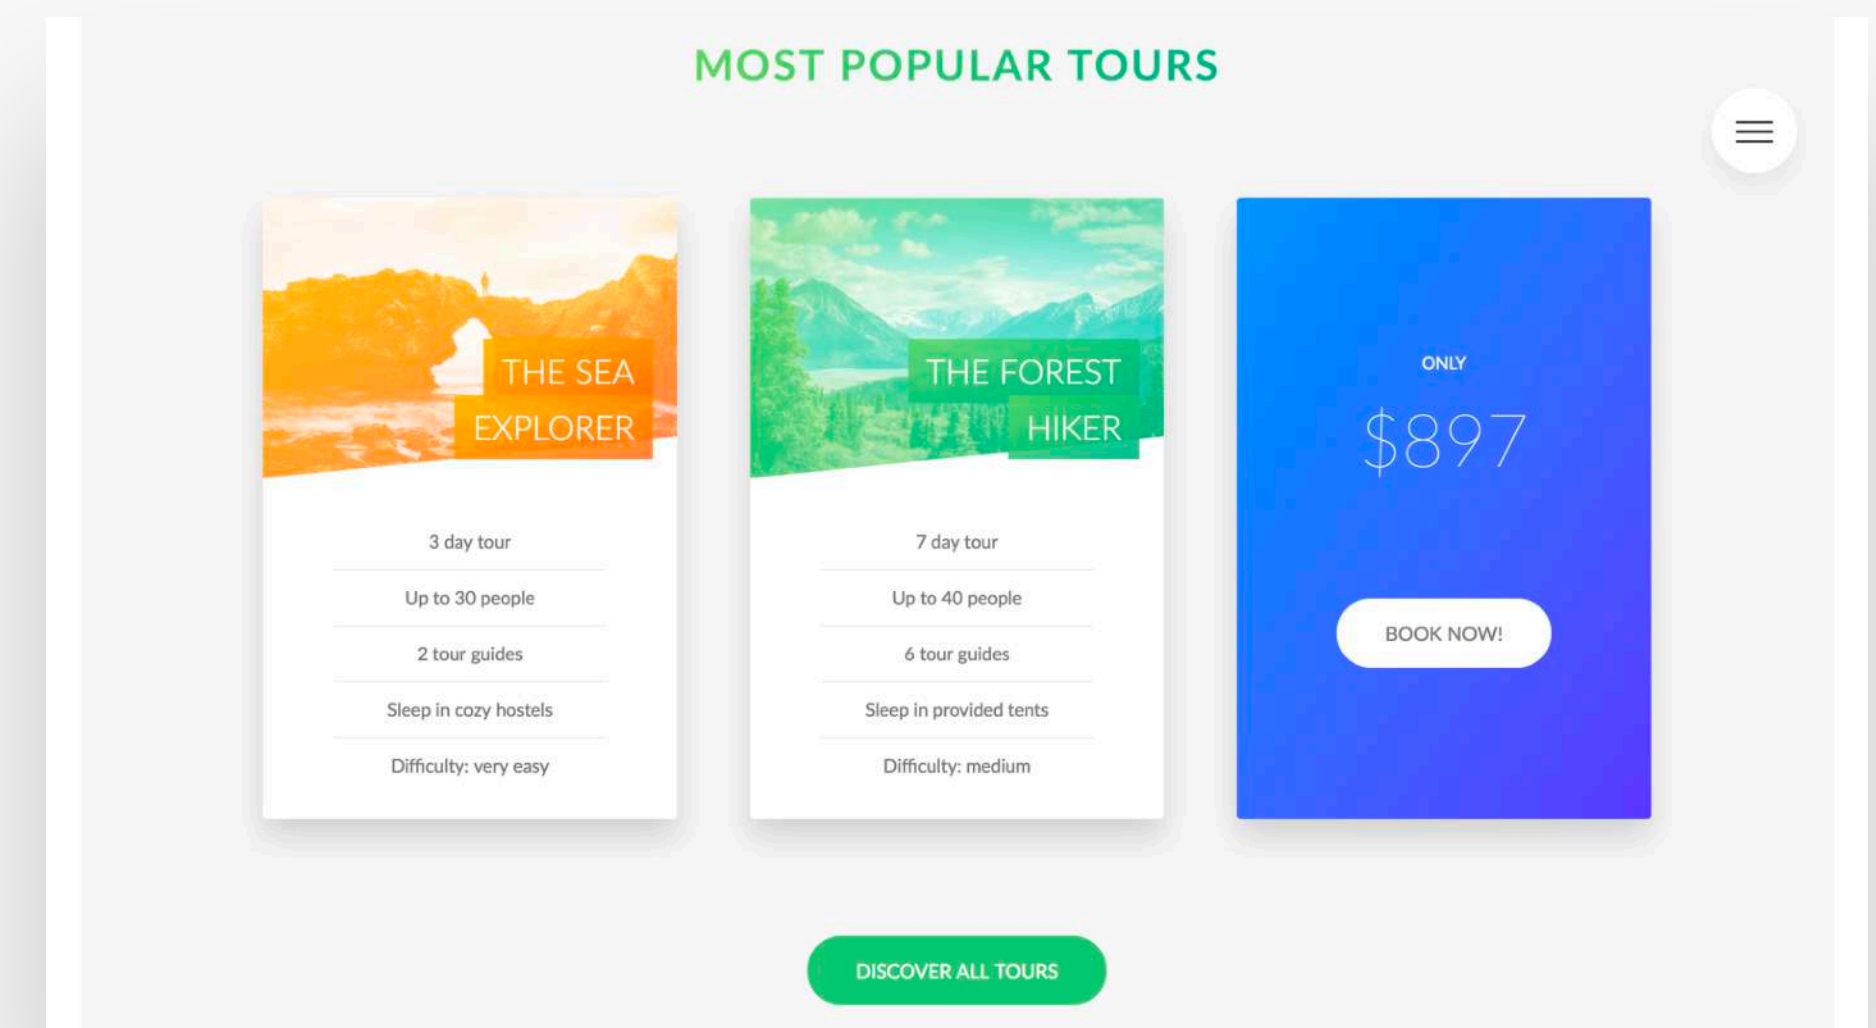 MOST POPULAR TOURS
THE SEA
EXPLORER
3 day tour
Up to 30 people
2 tour guides
Sleep in cozy hostels
Difficulty: very easy
THE FOREST
HIKER
7 day tour
Up to 40 people
6 tour guides
Sleep in provided tents
Difficulty: medium
ONLY
$897
BOOK NOW!
DISCOVER ALL TOURS